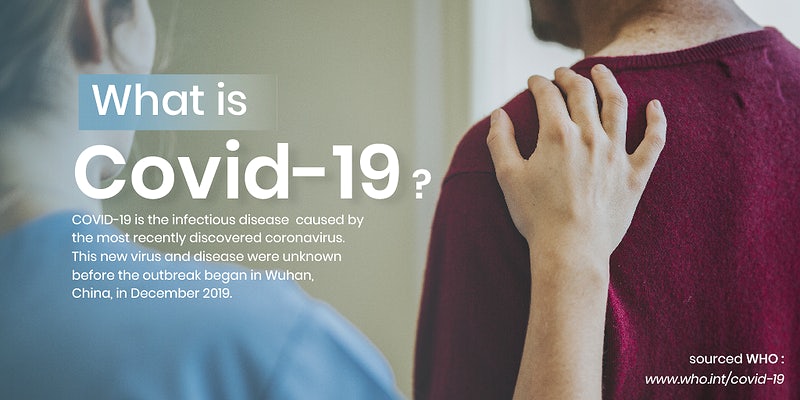 What is
Covid-19 ?
COVID-19 is the infectious disease caused by
the most recently discovered coronavirus.
This new virus and disease were unknown
before the outbreak began in Wuhan,
China, in December 2019.
sourced WHO :
www.who.int/covid-19